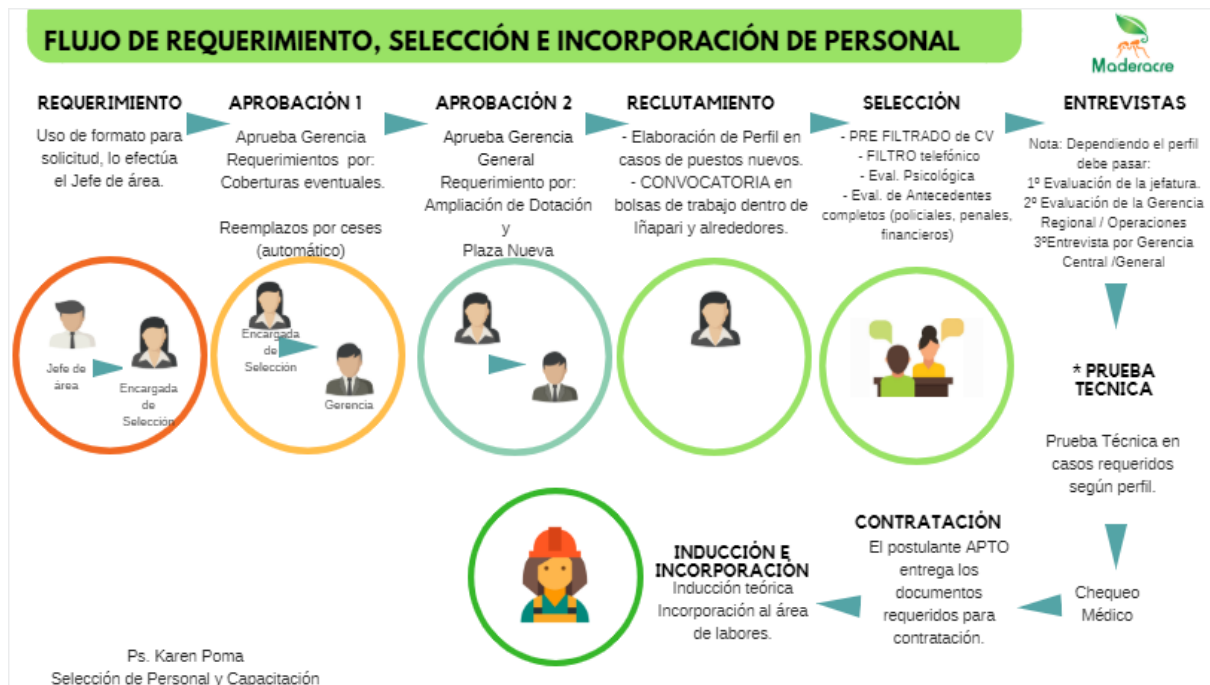 FLUJO DE REQUERIMIENTO, SELECCIÓN E INCORPORACIÓN DE PERSONAL
Maderacre
REQUERIMIENTO
Uso de formato para
solicitud, lo efectúa
el Jefe de área.
APROBACIÓN 1
Aprueba Gerencia
Requerimientos por:
Coberturas eventuales.
Reemplazos por ceses
(automático)
APROBACIÓN 2
Aprueba Gerencia
General
Requerimiento por:
Ampliación de Dotación
y
Plaza Nueva
RECLUTAMIENTO
- Elaboración de Perfil en
casos de puestos nuevos.
- CONVOCATORIA en
bolsas de trabajo dentro de
Iñapari y alrededores.
SELECCIÓN
- PRE FILTRADO de CV
- FILTRO telefónico
- Eval. Psicológica
- Eval. de Antecedentes
completos (policiales, penales,
financieros)
ENTREVISTAS
Nota: Dependiendo el perfil
debe pasar:
1º Evaluación de la jefatura.
2º Evaluación de la Gerencia
Regional / Operaciones
3ºEntrevista por Gerencia
Central /General
Jefe de
área
Encargada
de
Selección
Encargada
de
Selección
Gerencia
* PRUEBA
TECNICA
Prueba Técnica en
casos requeridos
según perfil.
Chequeo
Médico
CONTRATACIÓN
El postulante APTO
entrega los
documentos
requeridos para
contratación.
INDUCCIÓN E
INCORPORACIÓN
Inducción teórica
Incorporación al área
de labores.
Ps. Karen Poma
Selección de Personal y Capacitación